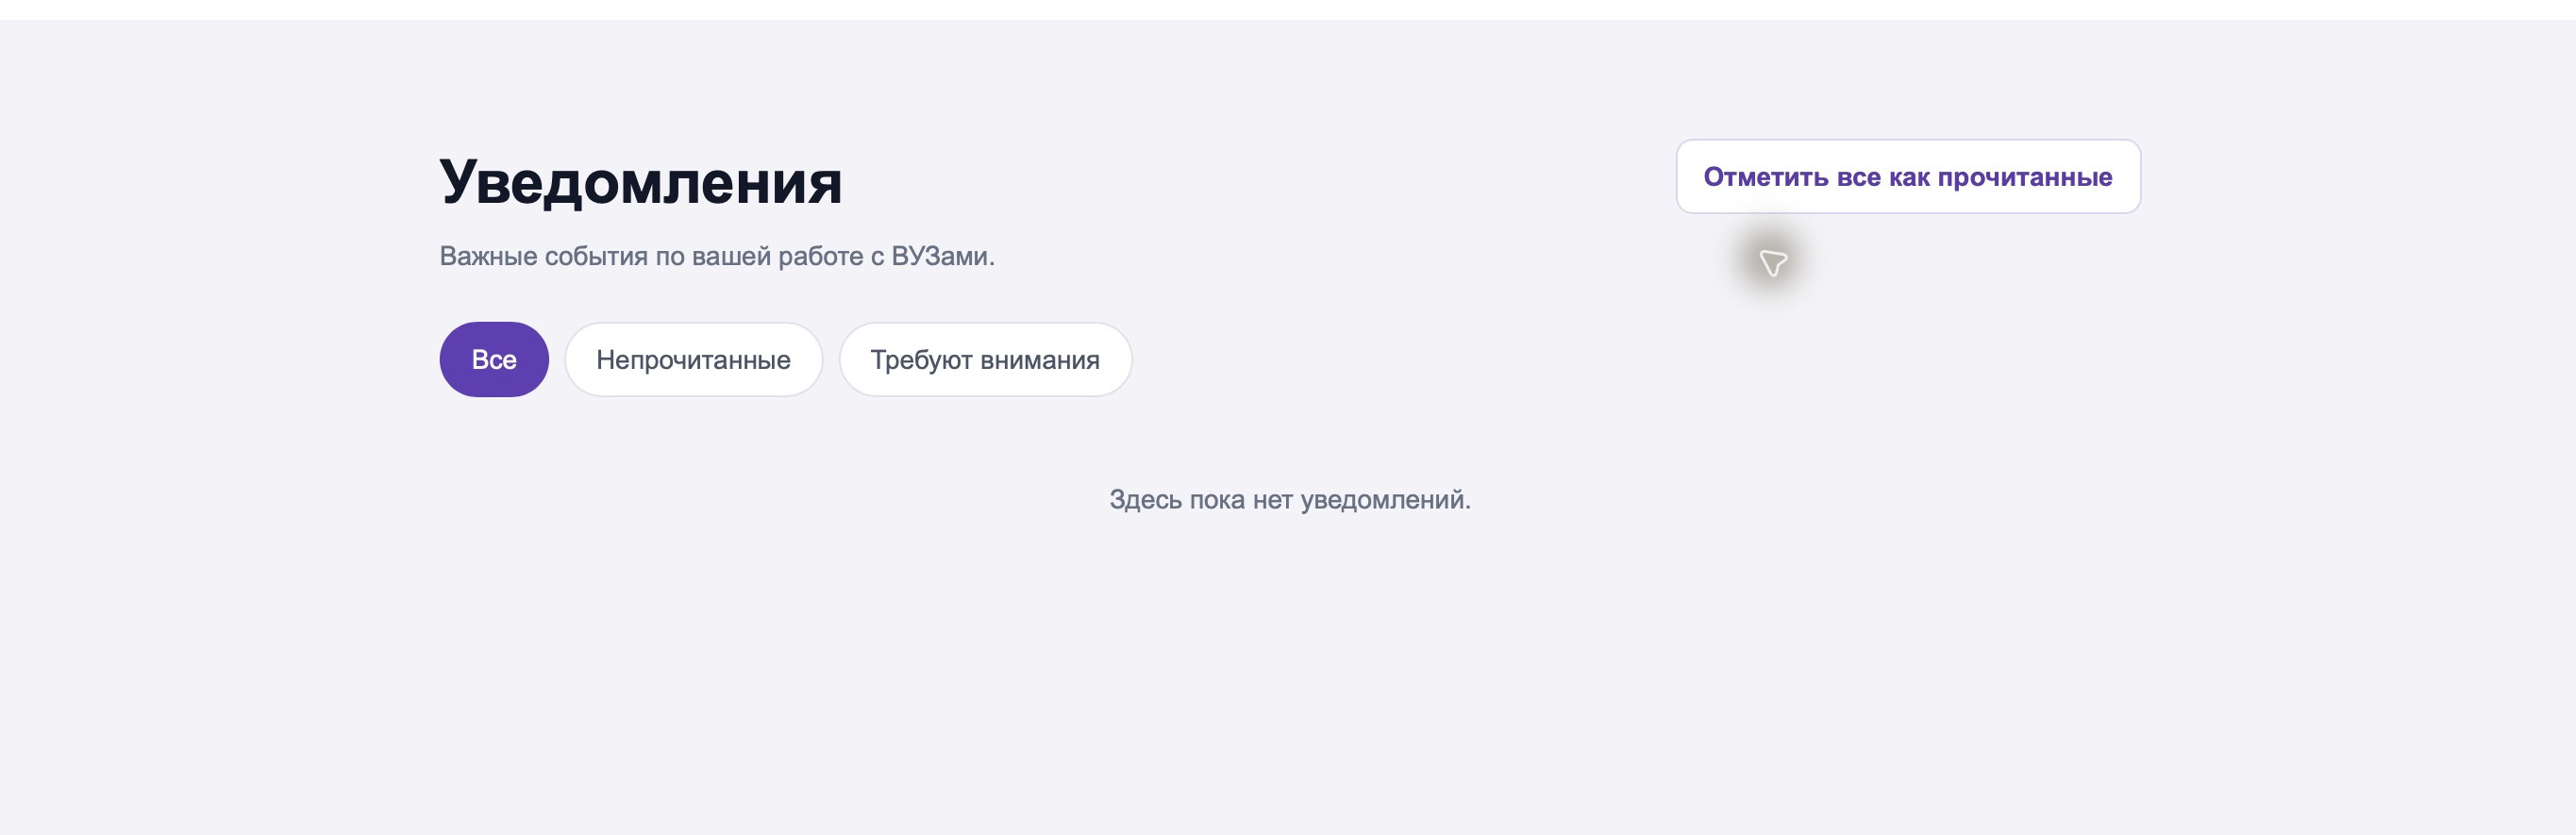 Уведомления
Отметить все как прочитанные
Важные события по вашей работе с ВУЗами.
Все
Непрочитанные
Требуют внимания
Здесь пока нет уведомлений.